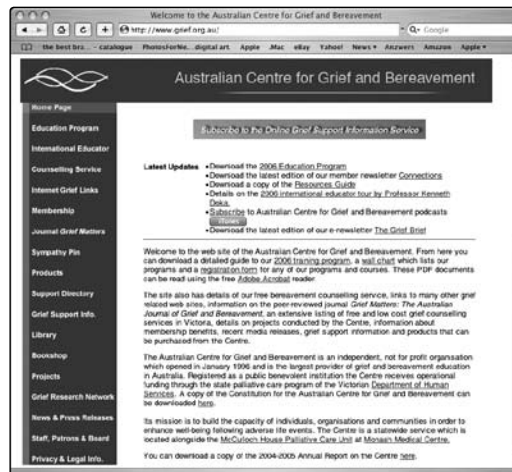 Welcome to the Australian Centre for Grief and Bereavement
http://www.grief.org.au/
Google
the best bra... - catalogue PhotosForMe...digital art Apple .Mac eBay Yahoo! News Answers Amazon Apple
Australian Centre for Grief and Bereavement
Home Page
Education Program
International Educator
Counselling Service
Internet Grief Links
Membership
Journal Grief Matters
Sympathy Pin
Products
Support Directory
Grief Support Info.
Library
Bookshop
Projects
Grief Research Network
News & Press Releases
Staff, Patrons & Board
Privacy & Legal Info.
Subscribe to the Online Grief Support Information Service
Latest Updates
•Download the 2006 Education Program
•Download the latest edition of our member newsletter Connections
•Download a copy of the Resources Guide
•Details on the 2006 international educator tour by Professor Kenneth
Doka.
•Subscribe to Australian Centre for Grief and Bereavement podcasts
•Download the latest edition of our e-newsletter The Grief Brief
Welcome to the web site of the Australian Centre for Grief and Bereavement. From here you
can download a detailed guide to our 2006 training program, a wall chart which lists our
programs and a registration form for any of our programs and courses. These PDF documents
can be read using the free Adobe Acrobat reader
The site also has details of our free bereavement counselling service, links to many other grief
related web sites, information on the peer-reviewed journal Grief Matters: The Australian
Journal of Grief and Bereavement, an extensive listing of free and low cost grief counselling
services in Victoria, details on projects conducted by the Centre, information about
membership benefits, recent media releases, grief support information and products that can
be purchased from the Centre.
The Australian Centre for Grief and Bereavement is an independent, not for profit organisation
which opened in January 1996 and is the largest provider of grief and bereavement education
in Australia. Registered as a public benevolent institution the Centre receives operational
funding through the state palliative care program of the Victorian Department of Human
Services. A copy of the Constitution for the Australian Centre for Grief and Bereavement can
be downloaded here.
Its mission is to build the capacity of individuals, organisations and communities in order to
enhance well-being following adverse life events. The Centre is a statewide service which is
located alongside the McCulloch House Palliative Care Unit at Monash Medical Centre.
You can download a copy of the 2004-2005 Annual Report on the Centre here.